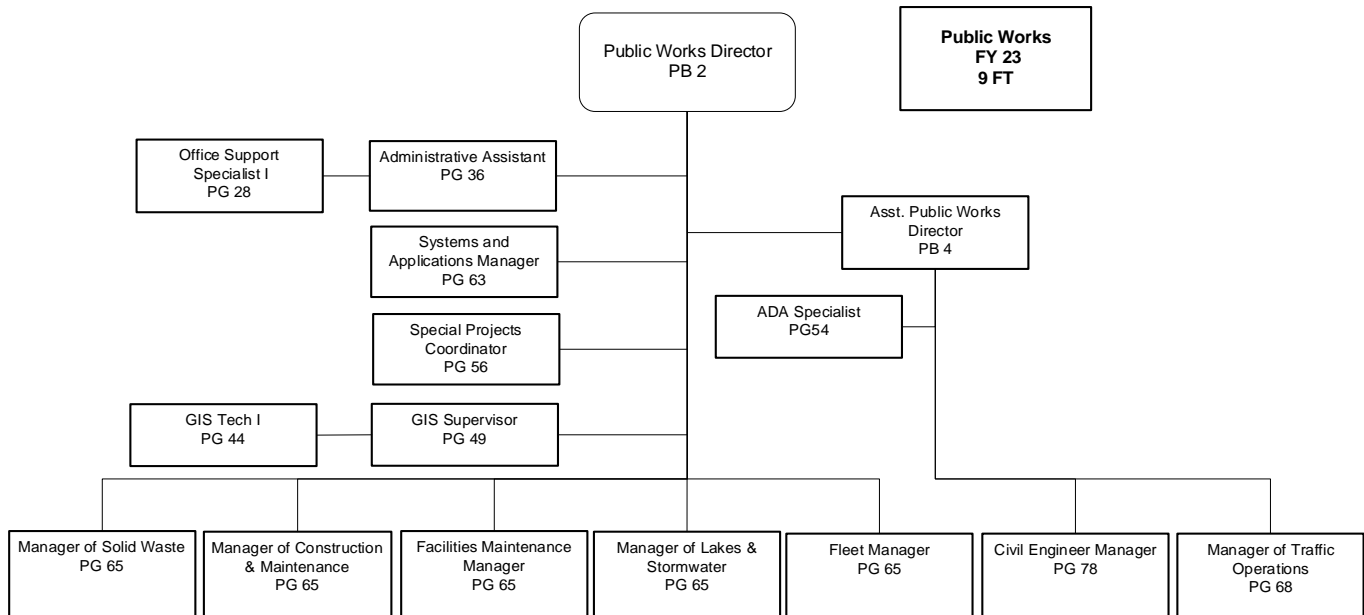 Public Works Director
PB 2
Public Works
FY 23
9 FT
Office Support
Specialist I
PG 28
Administrative Assistant
PG 36
Asst. Public Works
Director
PB 4
Systems and
Applications Manager
PG 63
ADA Specialist
PG54
Special Projects
Coordinator
PG 56
GIS Tech I
PG 44
GIS Supervisor
PG 49
Manager of Solid Waste
PG 65
Manager of Construction
& Maintenance
PG 65
Facilities Maintenance
Manager
PG 65
Manager of Lakes &
Stormwater
PG 65
Fleet Manager
PG 65
Civil Engineer Manager
PG 78
Manager of Traffic
Operations
PG 68